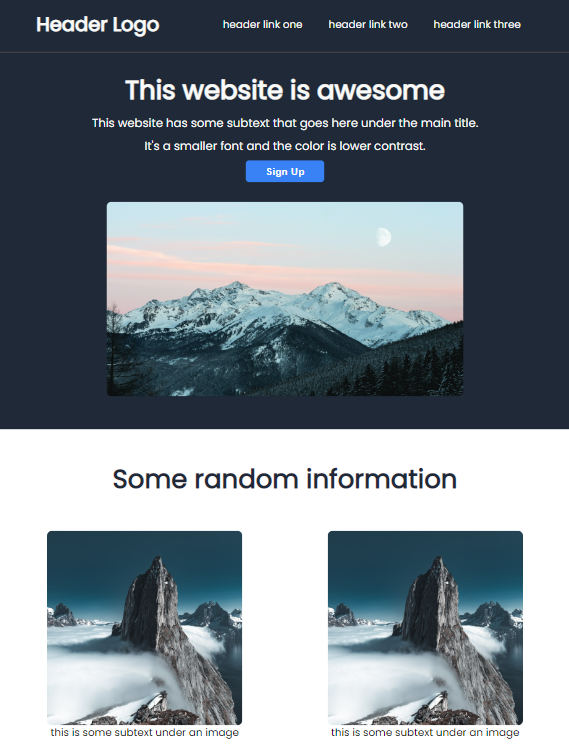 Header Logo
header link one header link two header link three
This website is awesome
This website has some subtext that goes here under the main title.
It's a smaller font and the color is lower contrast.
Sign Up
Some random information
this is some subtext under an image
this is some subtext under an image